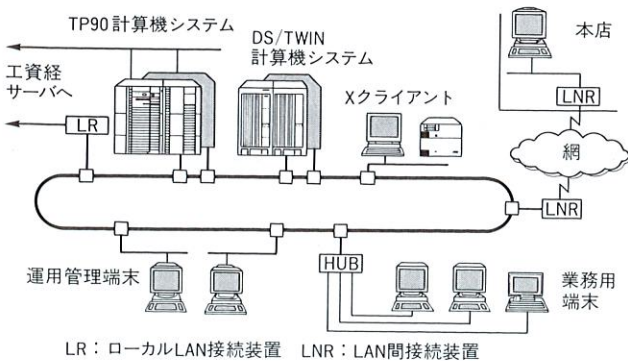 TP90計算機システム
DS/TWIN
計算機システム
本店
工資経
サーバへ
LR
Xクライアント
LNR
網
LNR
HUB
運用管理端末
業務用
端末
LR：ローカルLAN接続装置 LNR：LAN間接続装置